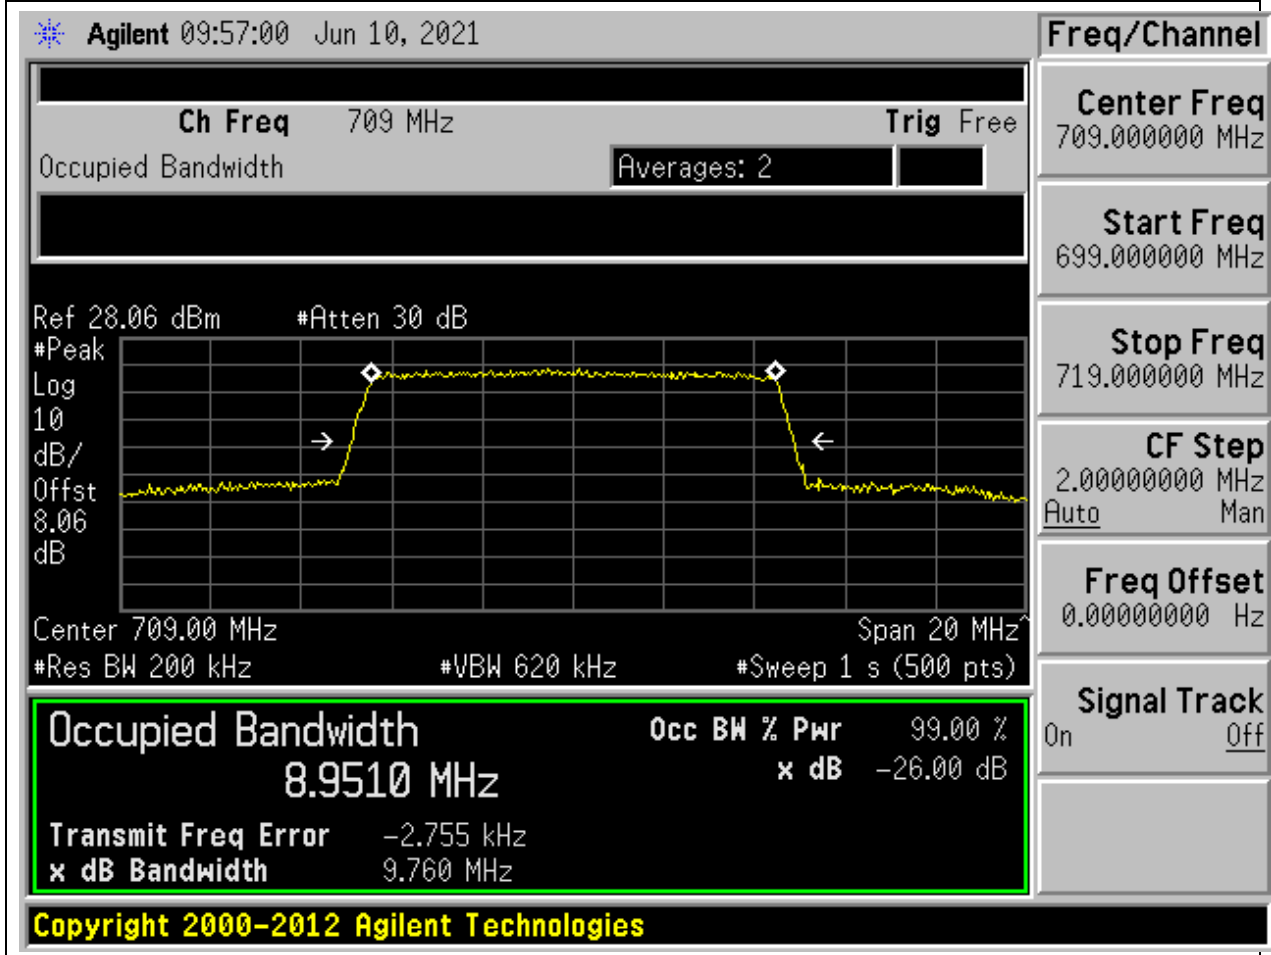 Agilent 09:57:00 Jun 10, 2021
Freq/Channel
Ch Freq 709 MHz Trig Free
Occupied Bandwidth Averages: 2
Center Freq
709.000000 MHz
Start Freq
699.000000 MHz
Stop Freq
719.000000 MHz
CF Step
2.00000000 MHz
Auto Man
Freq Offset
0.00000000 Hz
Signal Track
On Off
Ref 28.06 dBm #Atten 30 dB
#Peak
Log
10
dB/
Offst
8.06
dB
Center 709.00 MHz Span 20 MHz^
#Res BW 200 kHz #VBW 620 kHz #Sweep 1 s (500 pts)
Occupied Bandwidth Occ BW % Pwr 99.00 %
8.9510 MHz x dB -26.00 dB
Transmit Freq Error -2.755 kHz
x dB Bandwidth 9.760 MHz
Copyright 2000-2012 Agilent Technologies